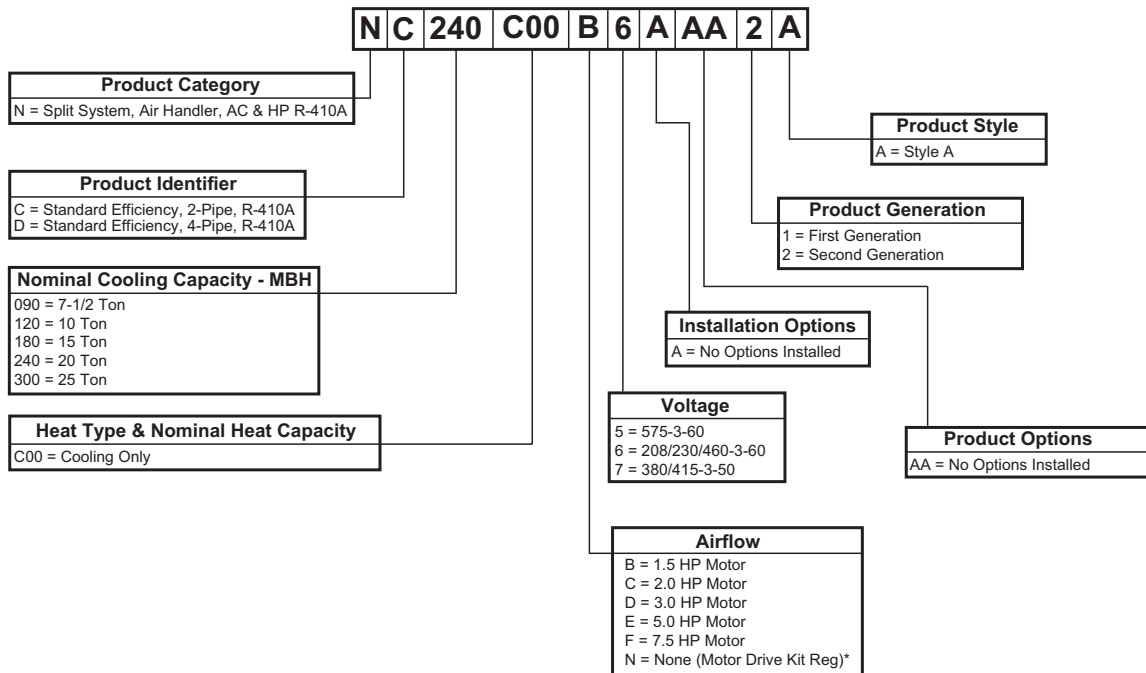 N C 240 C00 B 6 A AA 2 A
Product Category
N = Split System, Air Handler, AC & HP R-410A
Product Identifier
C = Standard Efficiency, 2-Pipe, R-410A
D = Standard Efficiency, 4-Pipe, R-410A
Nominal Cooling Capacity - MBH
090 = 7-1/2 Ton
120 = 10 Ton
180 = 15 Ton
240 = 20 Ton
300 = 25 Ton
Heat Type & Nominal Heat Capacity
C00 = Cooling Only
Product Style
A = Style A
Product Generation
1 = First Generation
2 = Second Generation
Installation Options
A = No Options Installed
Voltage
5 = 575-3-60
6 = 208/230/460-3-60
7 = 380/415-3-50
Product Options
AA = No Options Installed
Airflow
B = 1.5 HP Motor
C = 2.0 HP Motor
D = 3.0 HP Motor
E = 5.0 HP Motor
F = 7.5 HP Motor
N = None (Motor Drive Kit Reg)*